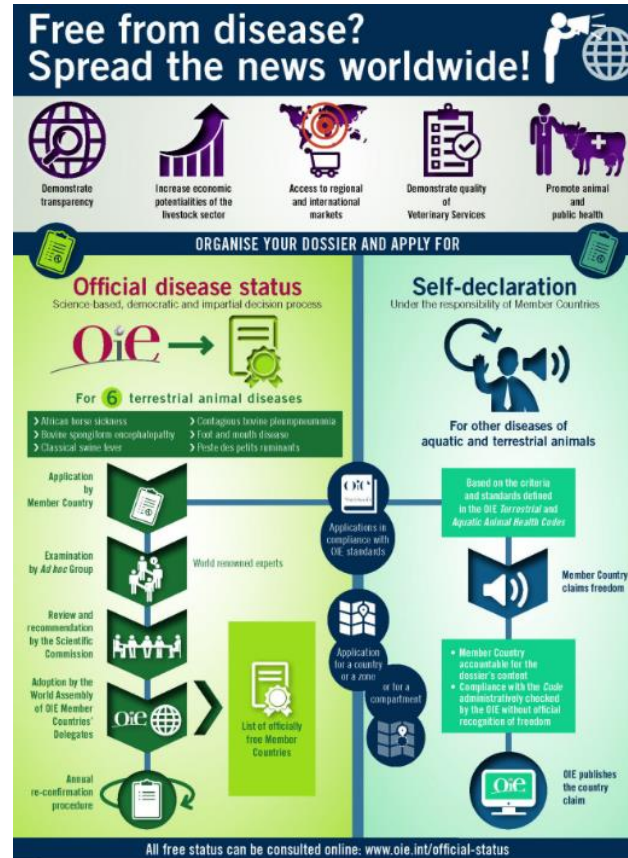 Free from disease?
Spread the news worldwide!
Demonstrate
transparency
Increase economic
potentialities of the
livestock sector
Access to regional
and international
markets
Demonstrate quality
of
Veterinary Services
Promote animal
and
public health
ORGANISE YOUR DOSSIER AND APPLY FOR
Official disease status
Science-based, democratic and impartial decision process
Oie
For 6 terrestrial animal diseases
› African horse sickness
› Bovine spongiform encephalopathy
› Classical swine fever
› Contagious bovine pleuropneumonia
› Foot and mouth disease
› Peste des petits ruminants
Application
by
Member Country
Examination
by Ad hoc Group
World renowned experts
Review and
recommendation
by the Scientific
Commission
Adoption by the
World Assembly
of OIE Member
Countries'
Delegates
Oie
List of officially
free Member
Countries
Annual
re-confirmation
procedure
Oie
Applications in
compliance with
OIE standards
Application
for a country
or a zone
or for a
compartment
Self-declaration
Under the responsibility of Member Countries
For other diseases of
aquatic and terrestrial animals
Based on the criteria
and standards defined
in the OIE Terrestrial and
Aquatic Animal Health Codes
Member Country
claims freedom
• Member Country
accountable for the
dossier's content
• Compliance with the Code
administratively checked
by the OIE without official
recognition of freedom
Oie
OIE publishes
the country
claim
All free status can be consulted online: www.oie.int/official-status